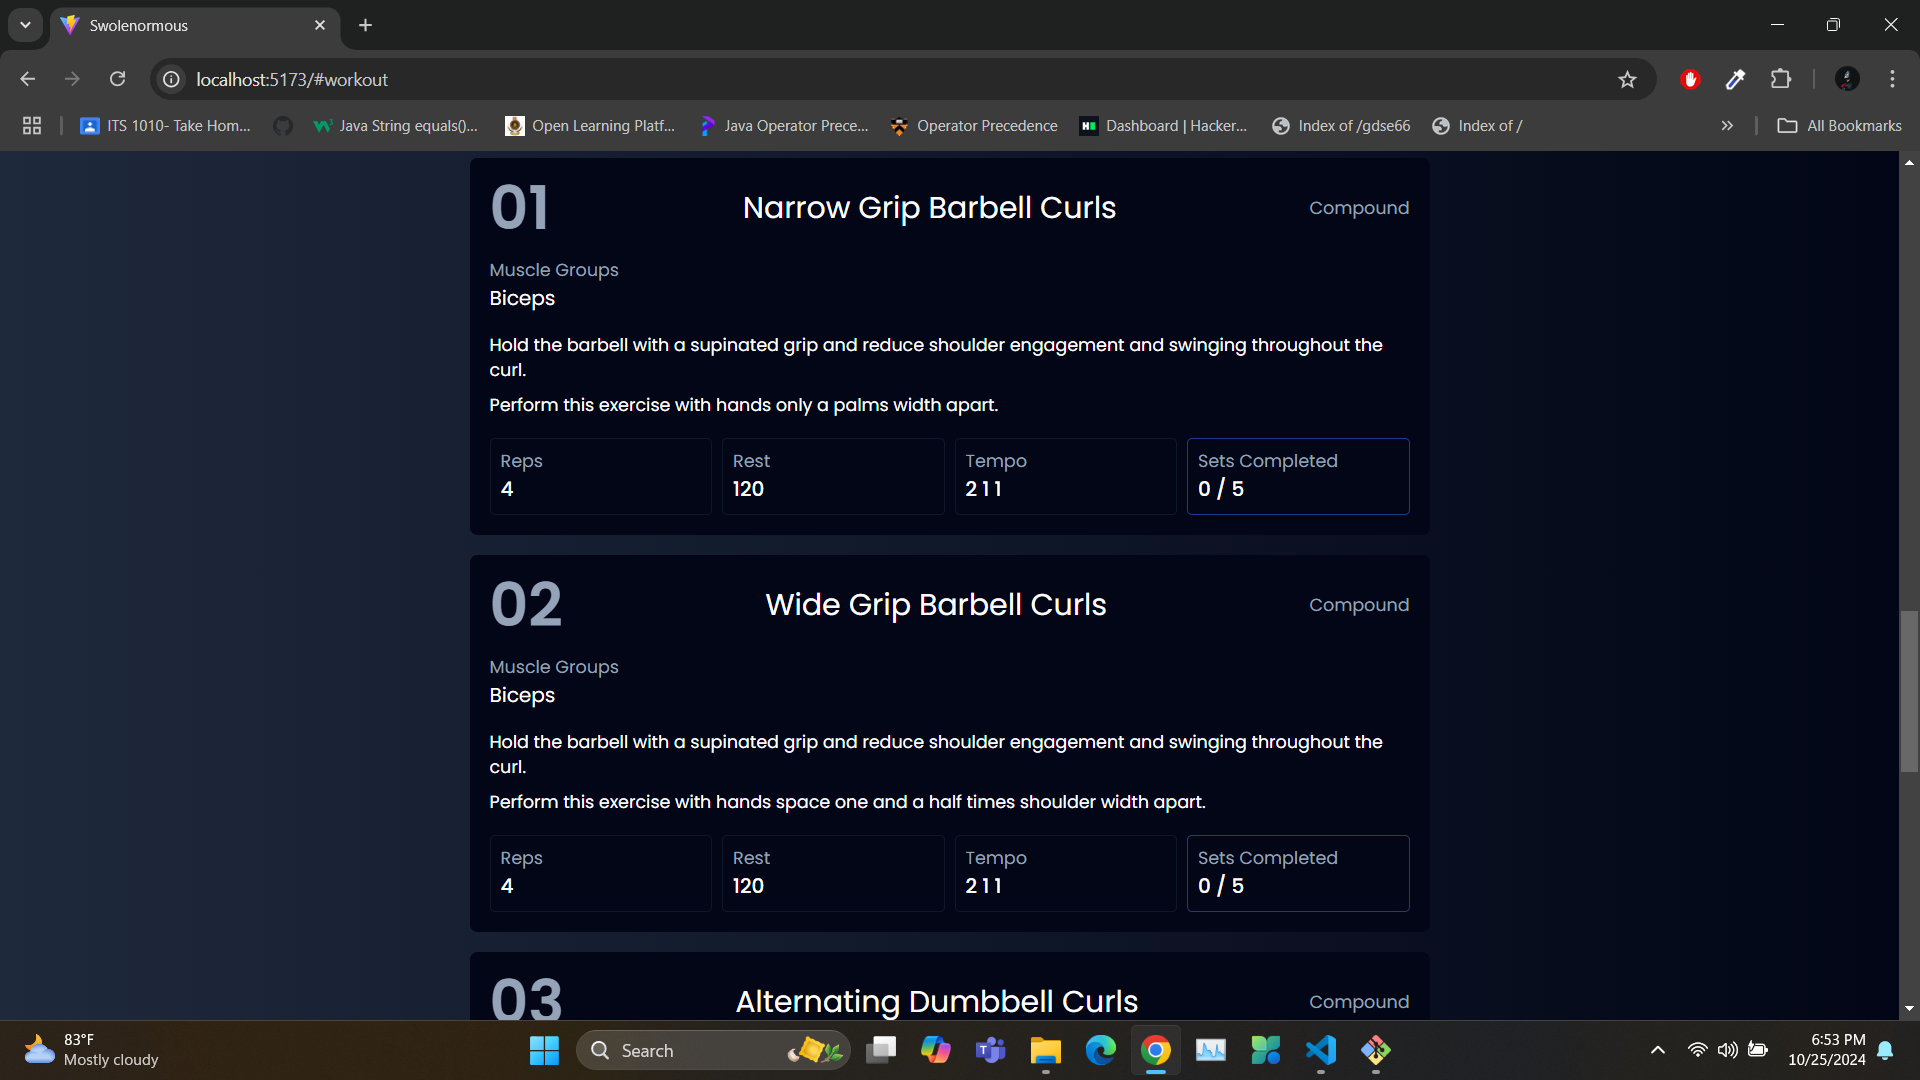 Swolenormous
localhost:5173/#workout
ITS 1010- Take Hom...
Java String equals()...
Open Learning Platf...
Java Operator Prece...
Operator Precedence
Dashboard | Hacker...
Index of /gdse66
Index of /
All Bookmarks
01
Narrow Grip Barbell Curls
Compound
Muscle Groups
Biceps
Hold the barbell with a supinated grip and reduce shoulder engagement and swinging throughout the
curl.
Perform this exercise with hands only a palms width apart.
Reps
4
Rest
120
Tempo
2 1 1
Sets Completed
0 / 5
02
Wide Grip Barbell Curls
Compound
Muscle Groups
Biceps
Hold the barbell with a supinated grip and reduce shoulder engagement and swinging throughout the
curl.
Perform this exercise with hands space one and a half times shoulder width apart.
Reps
4
Rest
120
Tempo
2 1 1
Sets Completed
0 / 5
03
Alternating Dumbbell Curls
Compound
83°F
Mostly cloudy
Search
6:53 PM
10/25/2024